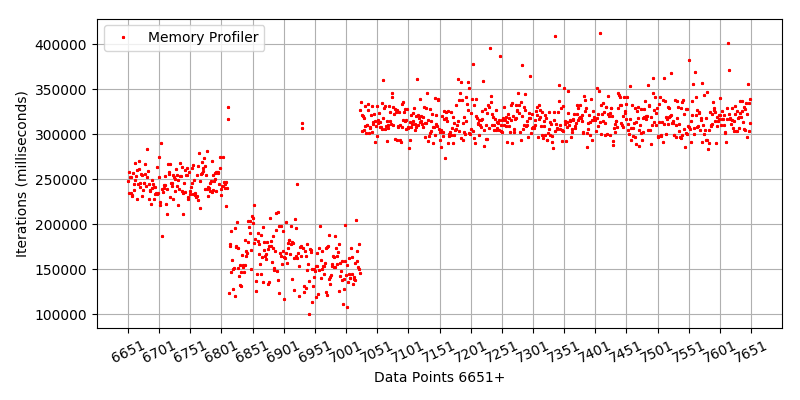 Memory Profiler
400000
350000
300000
250000
200000
150000
100000
Iterations (milliseconds)
6651 6701 6751 6801 6851 6901 6951 7001 7051 7101 7151 7201 7251 7301 7351 7401 7451 7501 7551 7601 7651
Data Points 6651+